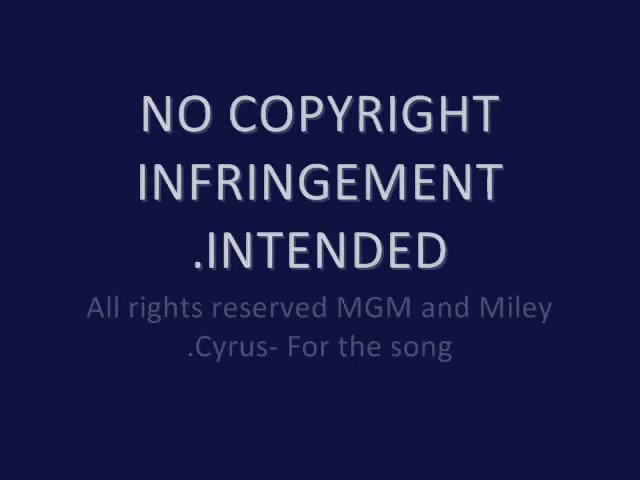 NO COPYRIGHT
INFRINGEMENT
.INTENDED
All rights reserved MGM and Miley
.Cyrus- For the song